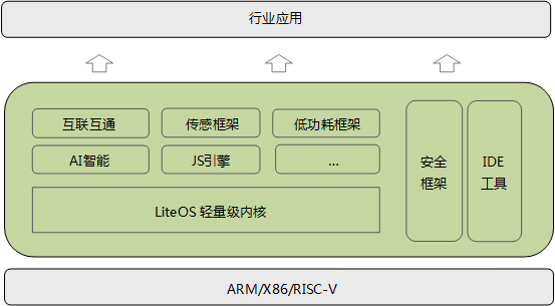 行业应用
互联互通
传感框架
低功耗框架
AI智能
JS引擎
...
安全
框架
IDE
工具
LiteOS 轻量级内核
ARM/X86/RISC-V